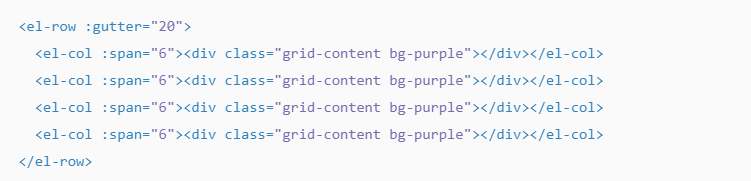 <el-row :gutter="20">
  <el-col :span="6"><div class="grid-content bg-purple"></div></el-col>
  <el-col :span="6"><div class="grid-content bg-purple"></div></el-col>
  <el-col :span="6"><div class="grid-content bg-purple"></div></el-col>
  <el-col :span="6"><div class="grid-content bg-purple"></div></el-col>
</el-row>